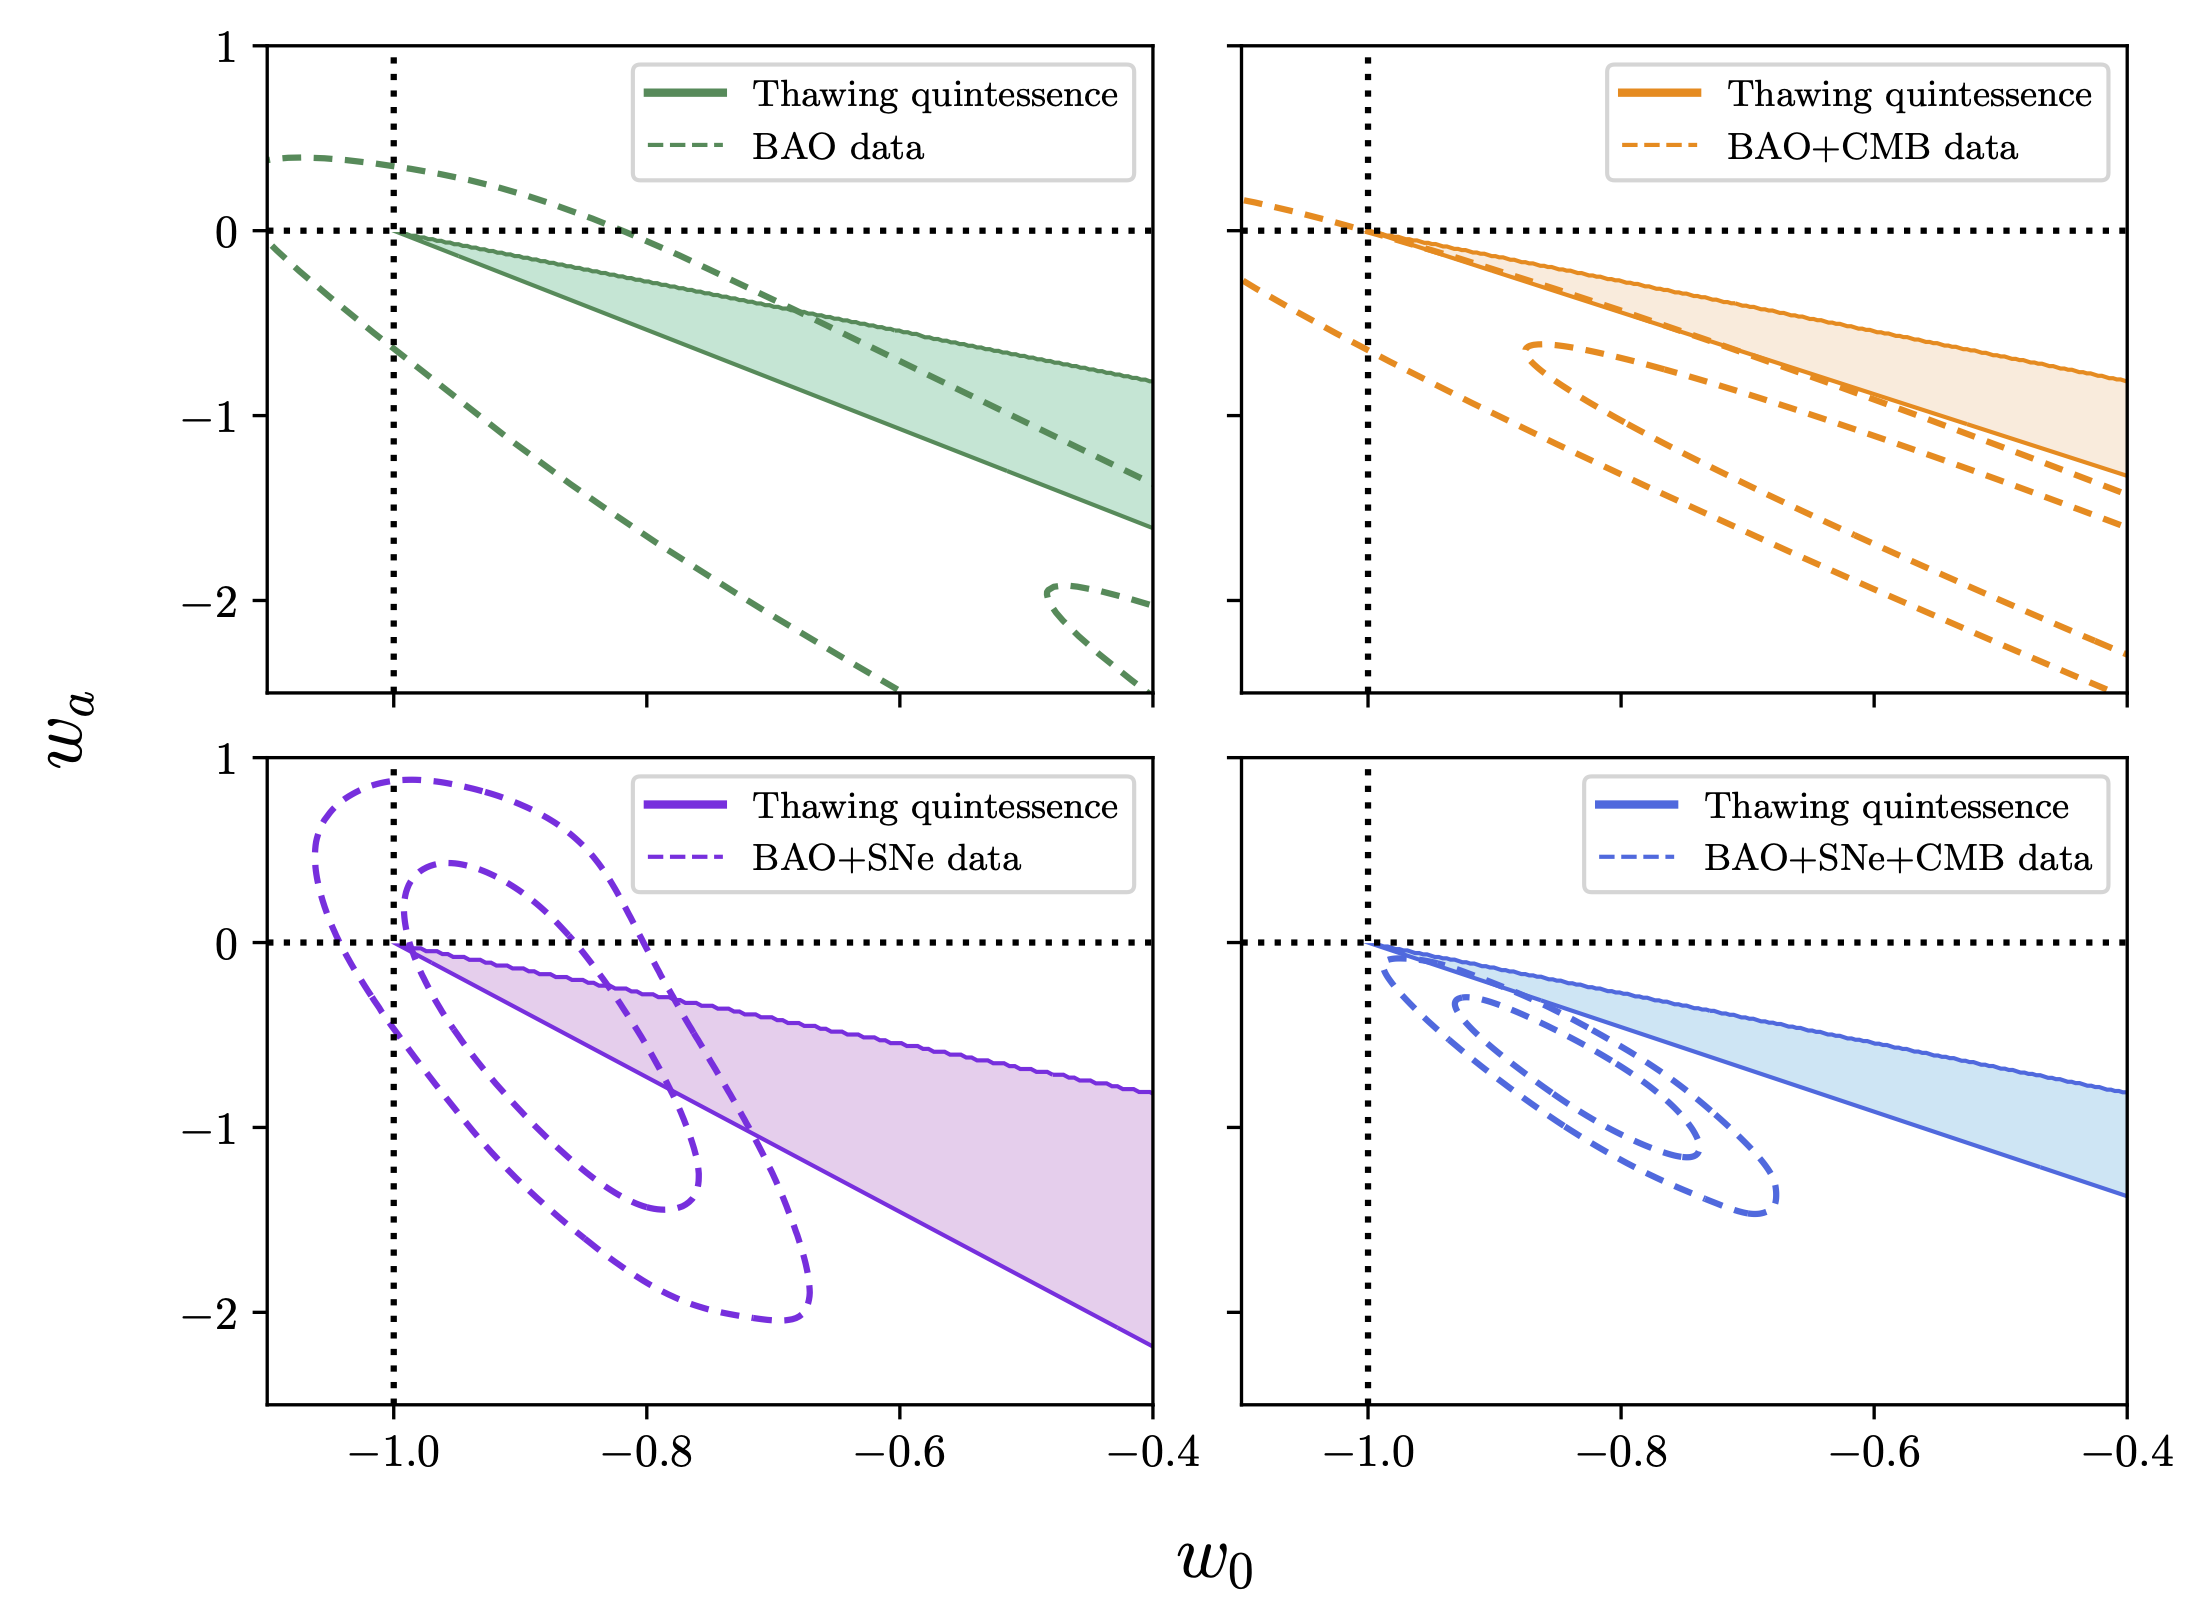 1
0
−1
−2
Thawing quintessence
BAO data
Thawing quintessence
BAO+CMB data
w_a
1
0
−1
−2
Thawing quintessence
BAO+SNe data
Thawing quintessence
BAO+SNe+CMB data
−1.0 −0.8 −0.6 −0.4
−1.0 −0.8 −0.6 −0.4
w_0